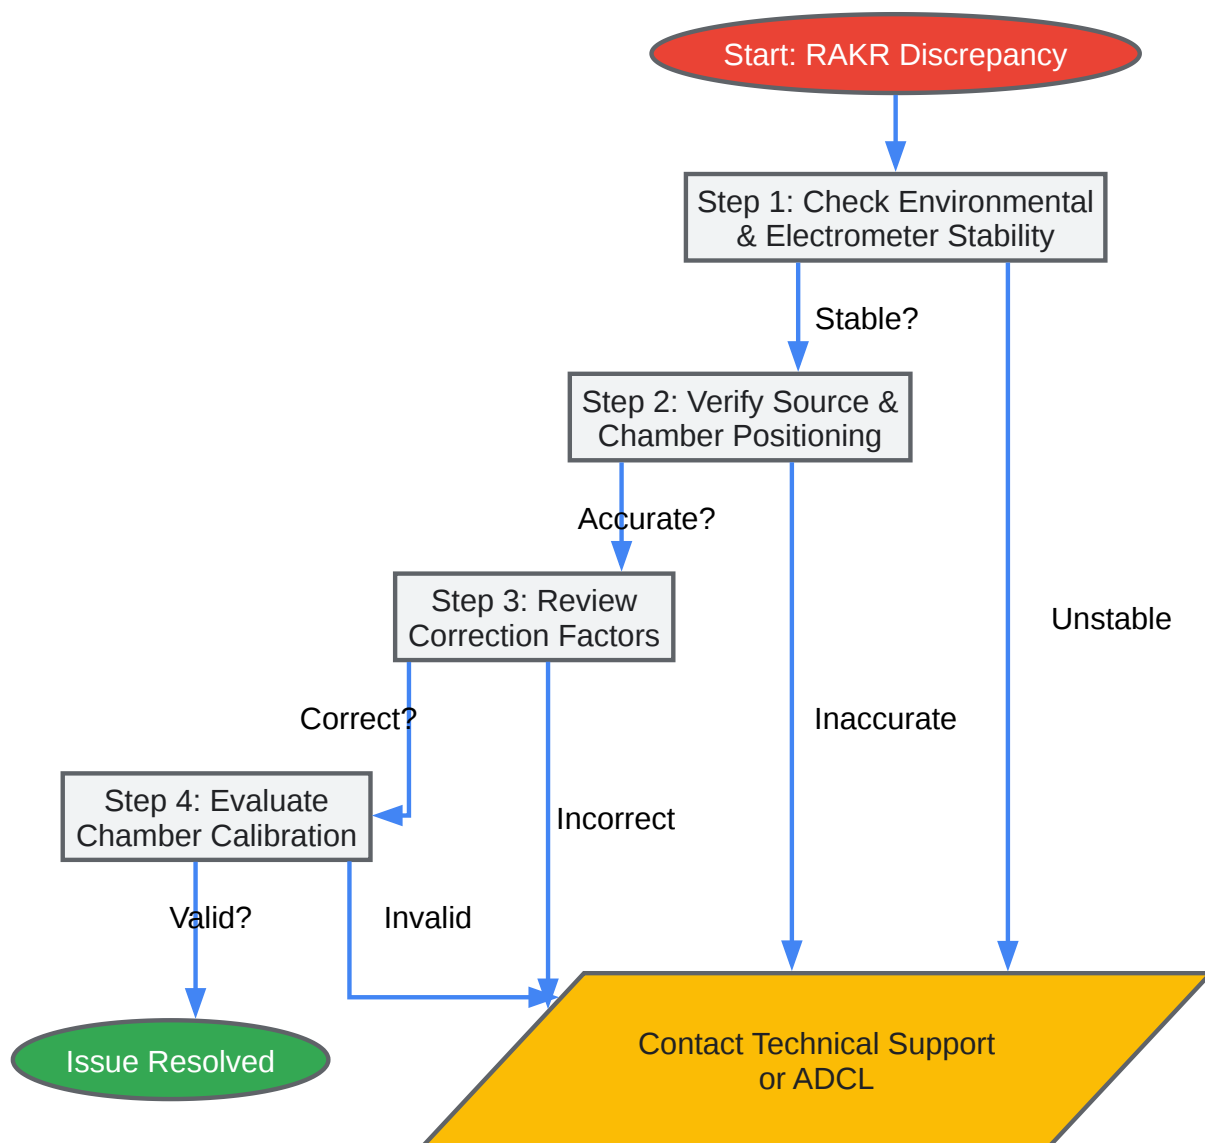 Start: RAKR Discrepancy
Step 1: Check Environmental
& Electrometer Stability
Stable?
Step 2: Verify Source &
Chamber Positioning
Accurate?
Step 3: Review
Correction Factors
Unstable
Correct?
Inaccurate
Step 4: Evaluate
Chamber Calibration
Incorrect
Valid?
Invalid
Issue Resolved
Contact Technical Support
or ADCL